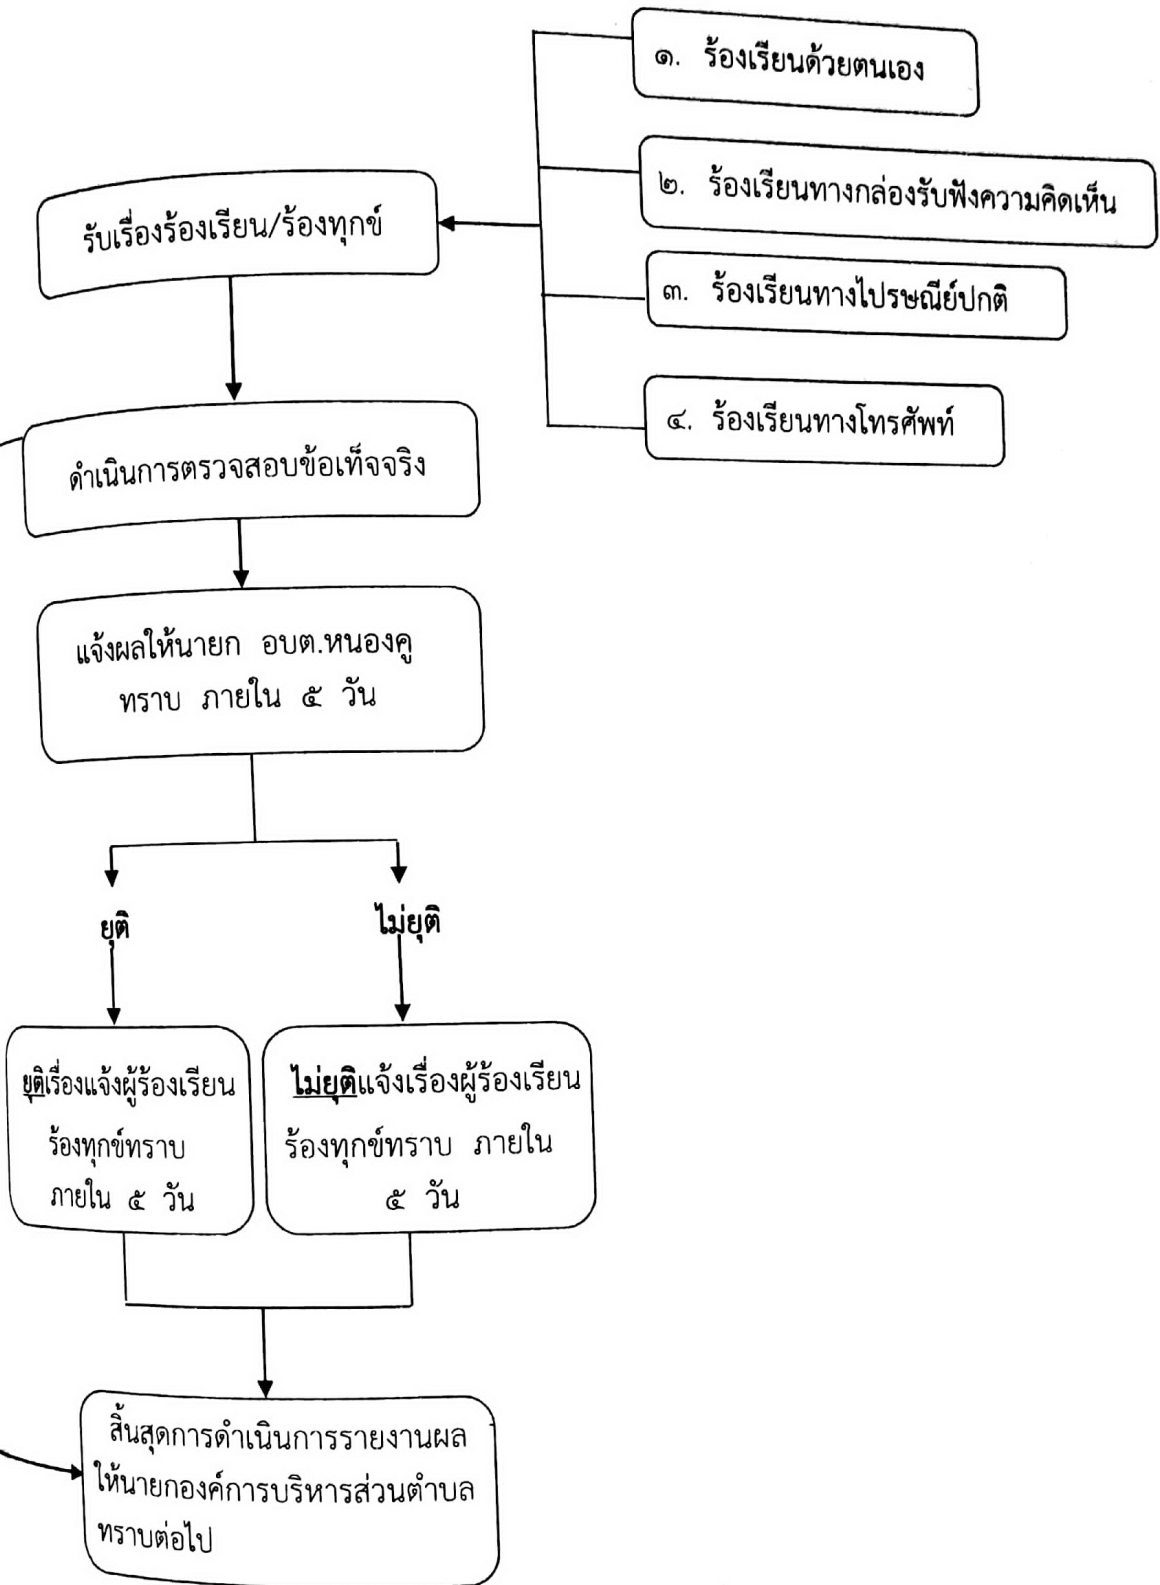 ๑. ร้องเรียนด้วยตนเอง
๒. ร้องเรียนทางกล่องรับฟังความคิดเห็น
รับเรื่องร้องเรียน/ร้องทุกข์
๓. ร้องเรียนทางไปรษณีย์ปกติ
๔. ร้องเรียนทางโทรศัพท์
ดำเนินการตรวจสอบข้อเท็จจริง
แจ้งผลให้นายก อบต.หนองคู
ทราบ ภายใน ๕ วัน
ยุติ
ไม่ยุติ
ยุติเรื่องแจ้งผู้ร้องเรียน
ร้องทุกข์ทราบ
ภายใน ๕ วัน
ไม่ยุติแจ้งเรื่องผู้ร้องเรียน
ร้องทุกข์ทราบ ภายใน
๕ วัน
สิ้นสุดการดำเนินการรายงานผล
ให้นายกองค์การบริหารส่วนตำบล
ทราบต่อไป